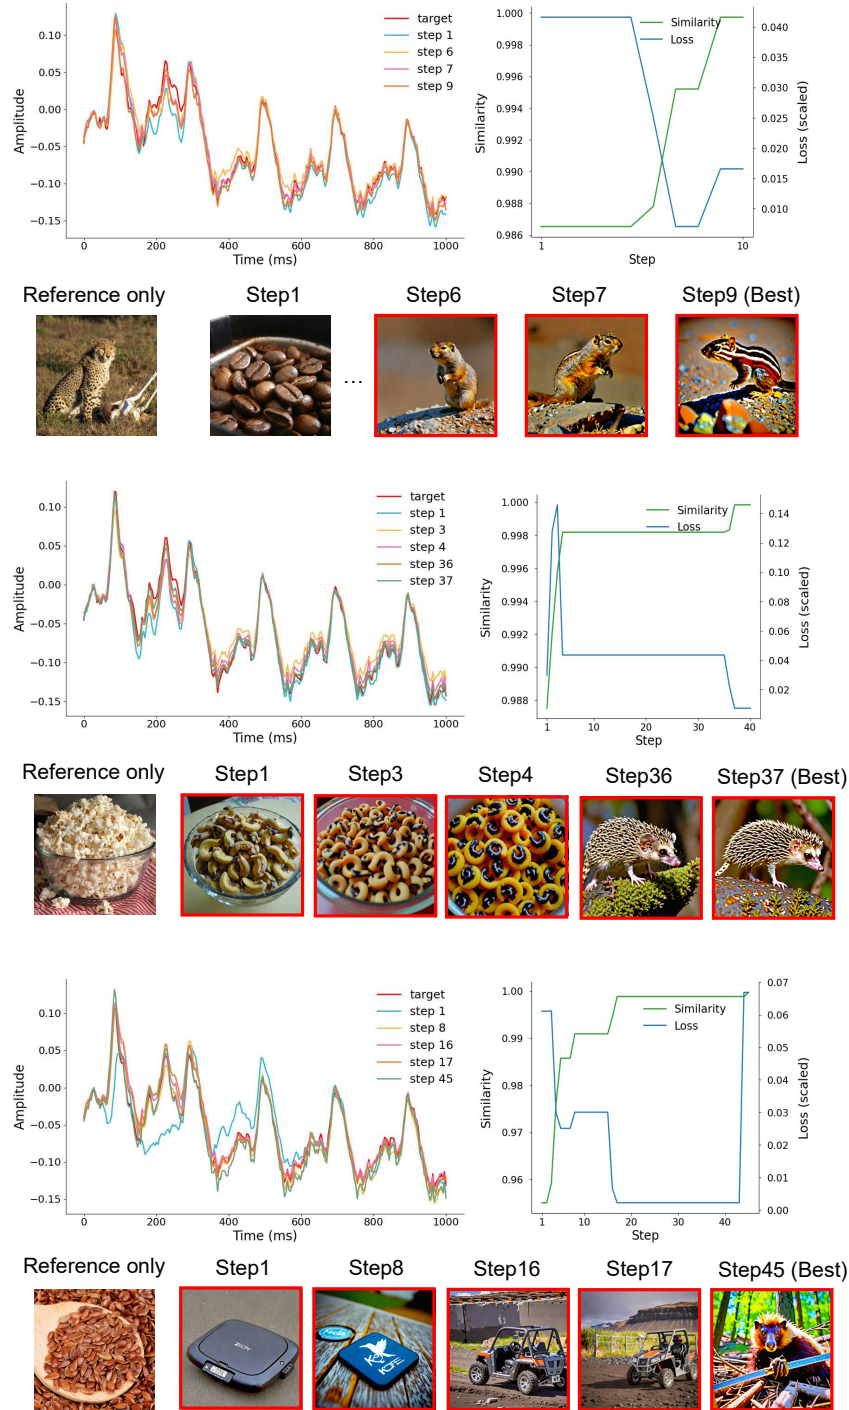 target
step 1
step 6
step 7
step 9
0.10
0.05
0.00
−0.05
−0.10
−0.15
Amplitude
0 200 400 600 800 1000
Time (ms)
Similarity
Loss
1.000
0.998
0.996
0.994
0.992
0.990
0.988
0.986
Similarity
0.040
0.035
0.030
0.025
0.020
0.015
0.010
Loss (scaled)
1 10
Step
Reference only Step1 Step6 Step7 Step9 (Best)
...
target
step 1
step 3
step 4
step 36
step 37
0.10
0.05
0.00
−0.05
−0.10
−0.15
Amplitude
0 200 400 600 800 1000
Time (ms)
Similarity
Loss
1.000
0.998
0.996
0.994
0.992
0.990
0.988
Similarity
0.14
0.12
0.10
0.08
0.06
0.04
0.02
Loss (scaled)
1 10 20 30 40
Step
Reference only Step1 Step3 Step4 Step36 Step37 (Best)
target
step 1
step 8
step 16
step 17
step 45
0.10
0.05
0.00
−0.05
−0.10
−0.15
Amplitude
0 200 400 600 800 1000
Time (ms)
Similarity
Loss
1.00
0.99
0.98
0.97
0.96
Similarity
0.07
0.06
0.05
0.04
0.03
0.02
0.01
0.00
Loss (scaled)
1 10 20 30 40
Step
Reference only Step1 Step8 Step16 Step17 Step45 (Best)